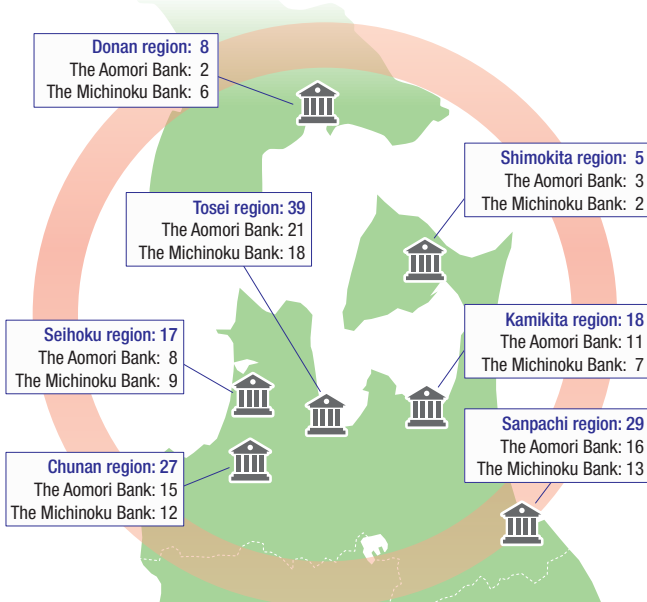 Donan region: 8
The Aomori Bank: 2
The Michinoku Bank: 6
Shimokita region: 5
The Aomori Bank: 3
The Michinoku Bank: 2
Tosei region: 39
The Aomori Bank: 21
The Michinoku Bank: 18
Seihoku region: 17
The Aomori Bank: 8
The Michinoku Bank: 9
Kamikita region: 18
The Aomori Bank: 11
The Michinoku Bank: 7
Chunan region: 27
The Aomori Bank: 15
The Michinoku Bank: 12
Sanpachi region: 29
The Aomori Bank: 16
The Michinoku Bank: 13